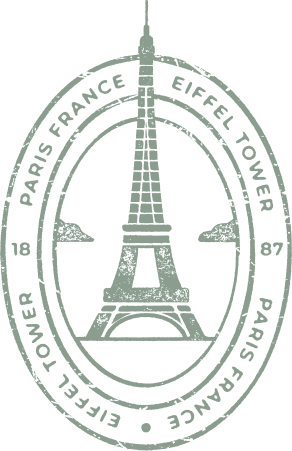 PARIS FRANCE
EIFFEL TOWER
18
87
EIFFEL TOWER
PARIS FRANCE